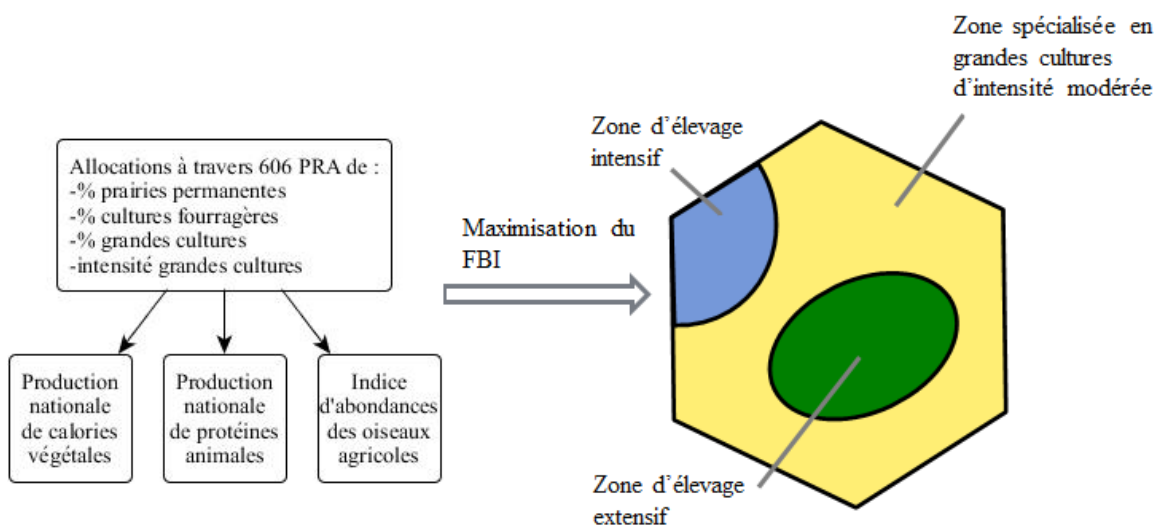 Allocations à travers 606 PRA de :
-% prairies permanentes
-% cultures fourragères
-% grandes cultures
-intensité grandes cultures
Production
nationale
de calories
végétales
Production
nationale
de protéines
animales
Indice
d'abondances
des oiseaux
agricoles
Maximisation du
FBI
Zone d'élevage
intensif
Zone spécialisée en
grandes cultures
d'intensité modérée
Zone d'élevage
extensif